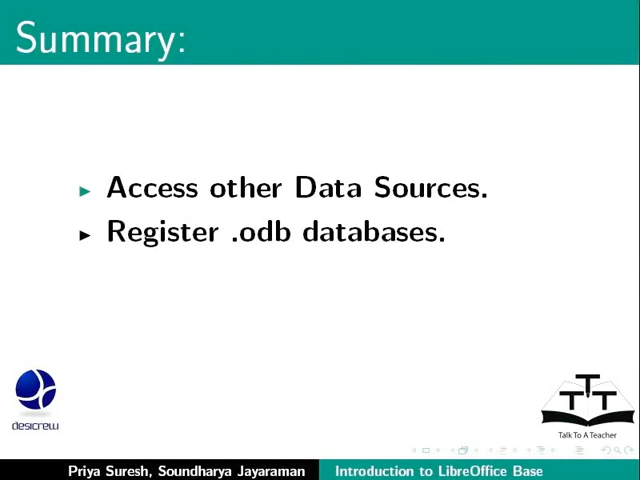 Summary:
Access other Data Sources.
Register .odb databases.
desicrew
TTT
Talk To A Teacher
Priya Suresh, Soundharya Jayaraman
Introduction to LibreOffice Base